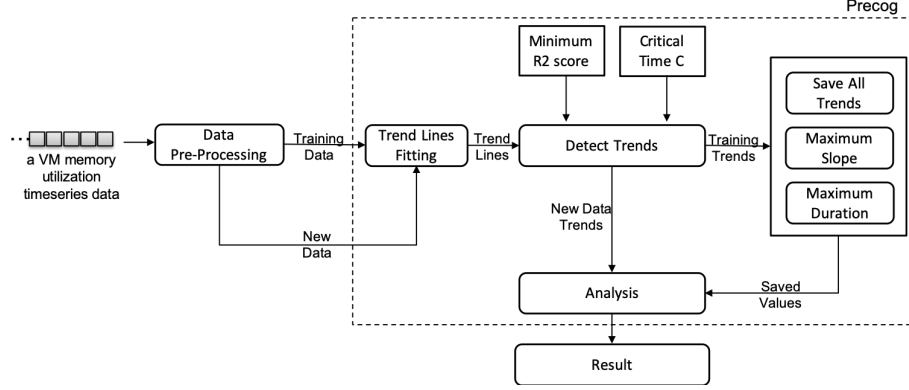 Precog
Minimum
R2 score
Critical
Time C
Save All
Trends
Maximum
Slope
Maximum
Duration
a VM memory
utilization
timeseries data
Data
Pre-Processing
Training
Data
Trend Lines
Fitting
Trend
Lines
Detect Trends
Training
Trends
New
Data
New Data
Trends
Analysis
Saved
Values
Result